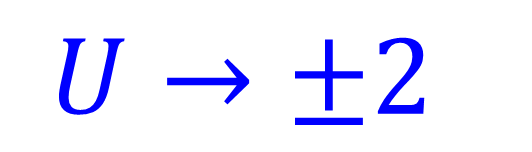 U → ±2